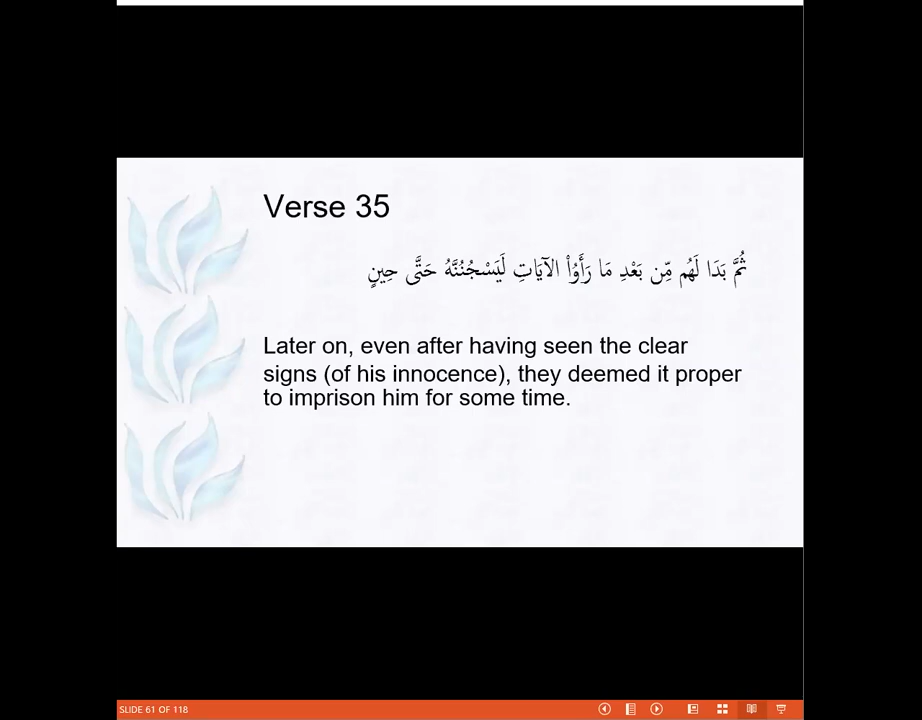 Verse 35
ثُمَّ بَدَا لَهُم مِّن بَعْدِ مَا رَأَوُاْ الآيَاتِ لَيَسْجُنُنَّهُ حَتَّى حِينٍ
Later on, even after having seen the clear
signs (of his innocence), they deemed it proper
to imprison him for some time.
SLIDE 61 OF 118